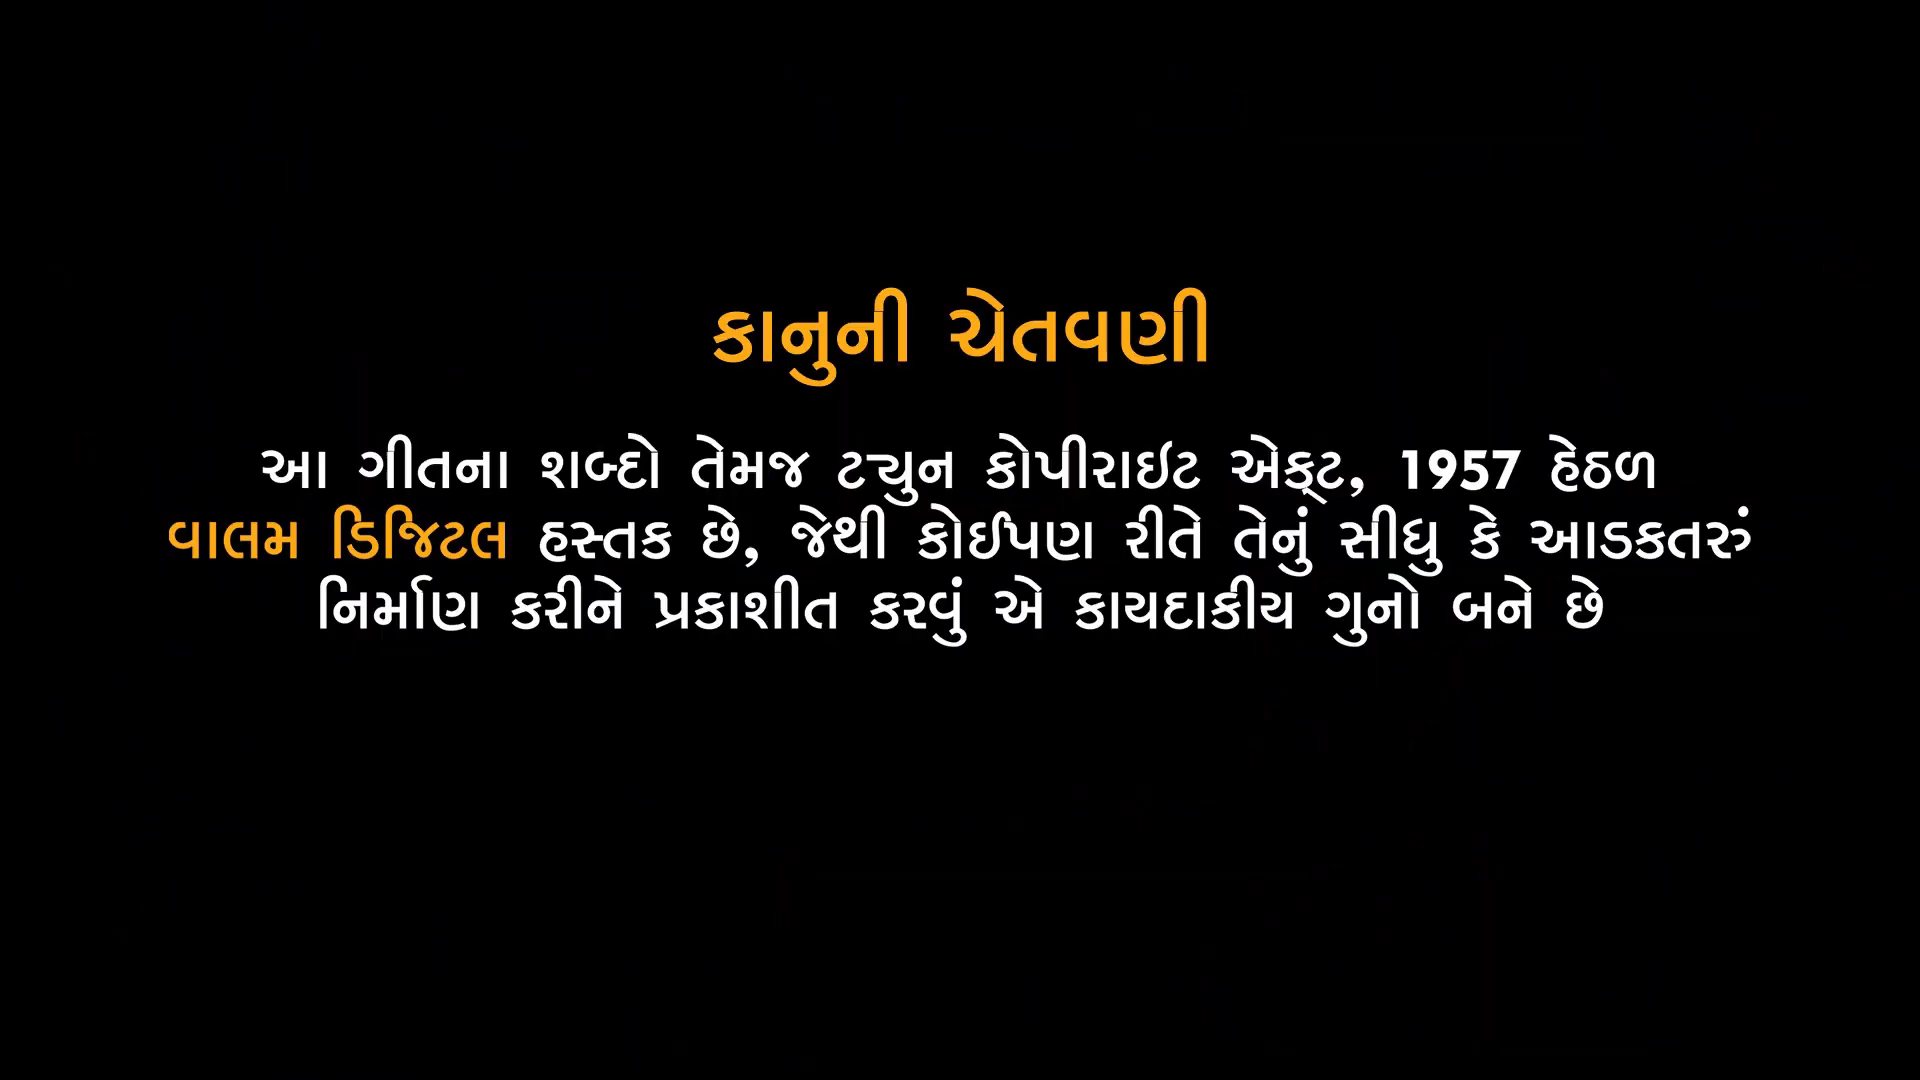 કાનુની ચેતવણી
આ ગીતના શબ્દો તેમજ ટ્યુન કોપીરાઇટ એક્ટ, 1957 હેઠળ
વાલમ ડિજિટલ હસ્તક છે, જેથી કોઈપણ રીતે તેનું સીધુ કે આડકતરું
નિર્માણ કરીને પ્રકાશીત કરવું એ કાયદાકીય ગુનો બને છે